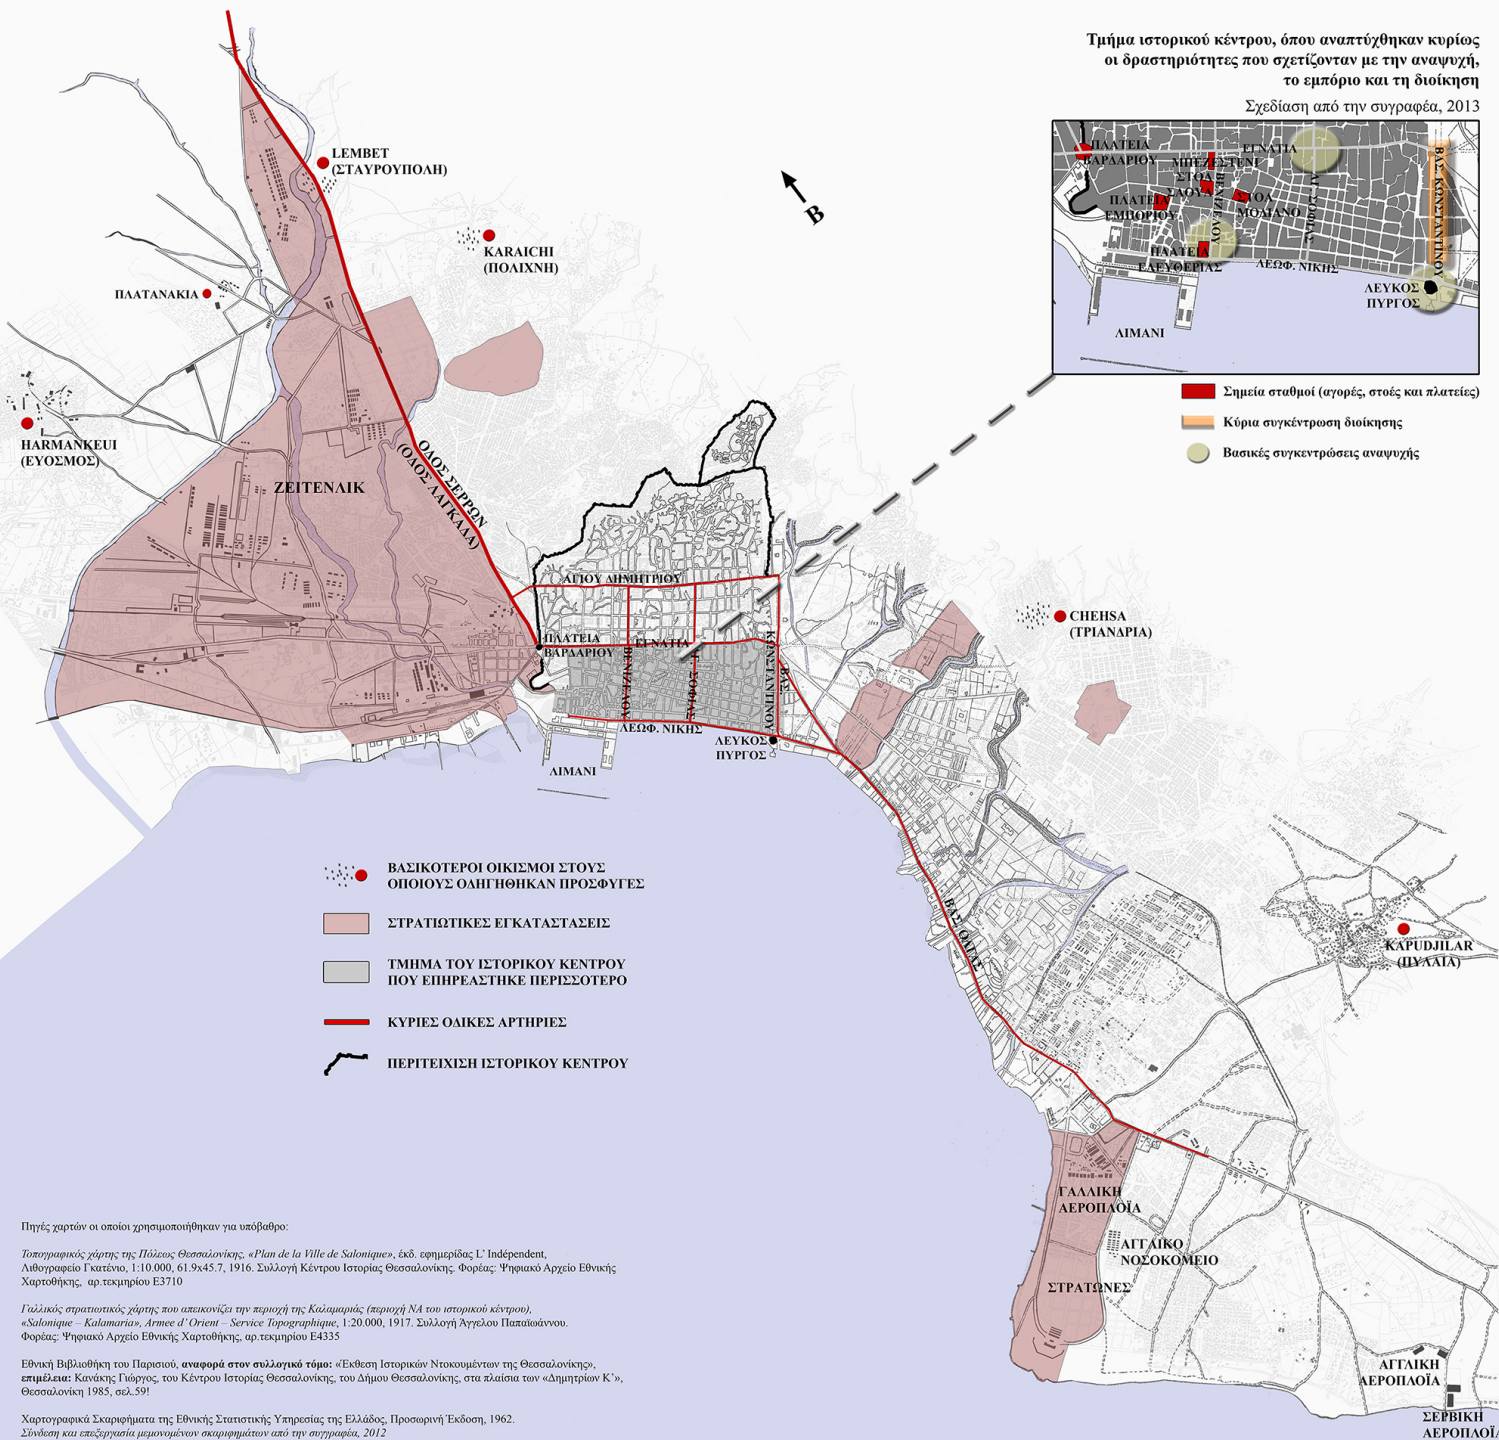 Τμήμα ιστορικού κέντρου, όπου αναπτύχθηκαν κυρίως
οι δραστηριότητες που σχετίζονταν με την αναψυχή,
το εμπόριο και τη διοίκηση
Σχεδίαση από την συγραφέα, 2013
ΠΛΑΤΕΙΑ
ΒΑΡΔΑΡΙΟΥ
ΕΓΝΑΤΙΑ
ΜΠΕΖΕΣΤΕΝΙ
ΣΤΟΑ
ΣΑΟΥΛ
ΒΕΝΙΖΕΛΟΥ
ΣΤΟΑ
ΜΟΔΙΑΝΟ
ΑΓ. ΣΟΦΙΑΣ
ΒΑΣ. ΚΩΝΣΤΑΝΤΙΝΟΥ
ΠΛΑΤΕΙΑ
ΕΜΠΟΡΙΟΥ
ΠΛΑΤΕΙΑ
ΕΛΕΥΘΕΡΙΑΣ
ΛΕΩΦ. ΝΙΚΗΣ
ΛΕΥΚΟΣ
ΠΥΡΓΟΣ
ΛΙΜΑΝΙ
Σημεία σταθμοί (αγορές, στοές και πλατείες)
Κύρια συγκέντρωση διοίκησης
Βασικές συγκεντρώσεις αναψυχής
LEMBET
(ΣΤΑΥΡΟΥΠΟΛΗ)
Β
KARAICHI
(ΠΟΛΙΧΝΗ)
ΠΛΑΤΑΝΑΚΙΑ
HARMANKEUI
(ΕΥΟΣΜΟΣ)
ΖΕΙΤΕΝΛΙΚ
ΟΔΟΣ ΣΕΡΡΩΝ
(ΟΔΟΣ ΛΑΓΚΑΔΑ)
ΑΓΙΟΥ ΔΗΜΗΤΡΙΟΥ
ΠΛΑΤΕΙΑ
ΒΑΡΔΑΡΙΟΥ
ΕΓΝΑΤΙΑ
ΒΕΝΙΖΕΛΟΥ
ΣΟΦΙΑΣ
ΒΑΣ.
ΚΩΝΣΤΑΝΤΙΝΟΥ
ΛΕΩΦ. ΝΙΚΗΣ
ΛΕΥΚΟΣ
ΠΥΡΓΟΣ
ΛΙΜΑΝΙ
CHEHSA
(ΤΡΙΑΝΔΡΙΑ)
ΒΑΣ. ΟΛΓΑΣ
KAPUDJILAR
(ΠΥΛΑΙΑ)
ΒΑΣΙΚΟΤΕΡΟΙ ΟΙΚΙΣΜΟΙ ΣΤΟΥΣ
ΟΠΟΙΟΥΣ ΟΔΗΓΗΘΗΚΑΝ ΠΡΟΣΦΥΓΕΣ
ΣΤΡΑΤΙΩΤΙΚΕΣ ΕΓΚΑΤΑΣΤΑΣΕΙΣ
ΤΜΗΜΑ ΤΟΥ ΙΣΤΟΡΙΚΟΥ ΚΕΝΤΡΟΥ
ΠΟΥ ΕΠΗΡΕΑΣΤΗΚΕ ΠΕΡΙΣΣΟΤΕΡΟ
ΚΥΡΙΕΣ ΟΔΙΚΕΣ ΑΡΤΗΡΙΕΣ
ΠΕΡΙΤΕΙΧΙΣΗ ΙΣΤΟΡΙΚΟΥ ΚΕΝΤΡΟΥ
ΓΑΛΛΙΚΗ
ΑΕΡΟΠΛΟΪΑ
ΑΓΓΛΙΚΟ
ΝΟΣΟΚΟΜΕΙΟ
ΣΤΡΑΤΩΝΕΣ
ΑΓΓΛΙΚΗ
ΑΕΡΟΠΛΟΪΑ
ΣΕΡΒΙΚΗ
ΑΕΡΟΠΛΟΪΑ
Πηγές χαρτών οι οποίοι χρησιμοποιήθηκαν για υπόβαθρο:
Τοπογραφικός χάρτης της Πόλεως Θεσσαλονίκης, «Plan de la Ville de Salonique», έκδ. εφημερίδας L' Indépendent,
Λιθογραφείο Γκατένιο, 1:10.000, 61.9x45.7, 1916. Συλλογή Κέντρου Ιστορίας Θεσσαλονίκης. Φορέας: Ψηφιακό Αρχείο Εθνικής
Χαρτοθήκης, αρ.τεκμηρίου Ε3710
Γαλλικός στρατιωτικός χάρτης που απεικονίζει την περιοχή της Καλαμαριάς (περιοχή ΝΑ του ιστορικού κέντρου),
«Salonique – Kalamaria», Armee d' Orient – Service Topographique, 1:20.000, 1917. Συλλογή Άγγελου Παπαϊωάννου.
Φορέας: Ψηφιακό Αρχείο Εθνικής Χαρτοθήκης, αρ.τεκμηρίου Ε4335
Εθνική Βιβλιοθήκη του Παρισιού, αναφορά στον συλλογικό τόμο: «Έκθεση Ιστορικών Ντοκουμέντων της Θεσσαλονίκης»,
επιμέλεια: Κανάκης Γιώργος, του Κέντρου Ιστορίας Θεσσαλονίκης, του Δήμου Θεσσαλονίκης, στα πλαίσια των «Δημητρίων Κ'»,
Θεσσαλονίκη 1985, σελ.59!
Χαρτογραφικά Σκαριφήματα της Εθνικής Στατιστικής Υπηρεσίας της Ελλάδος, Προσωρινή Έκδοση, 1962.
Σύνδεση και επεξεργασία μεμονομένων σκαριφημάτων από την συγγραφέα, 2012